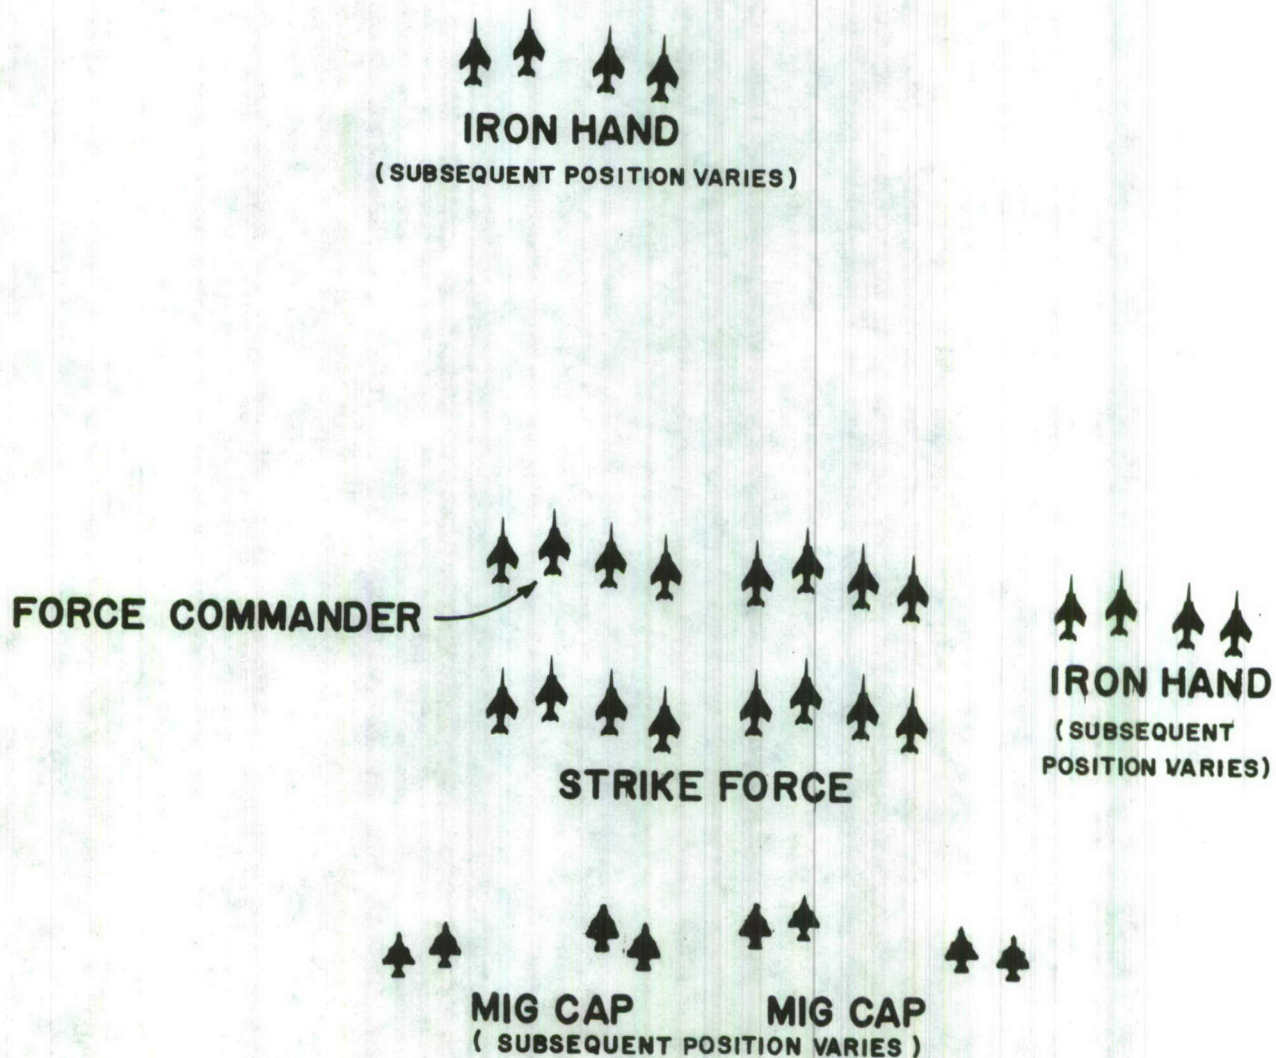 IRON HAND
(SUBSEQUENT POSITION VARIES)
FORCE COMMANDER
IRON HAND
(SUBSEQUENT
POSITION VARIES)
STRIKE FORCE
MIG CAP
MIG CAP
( SUBSEQUENT POSITION VARIES )